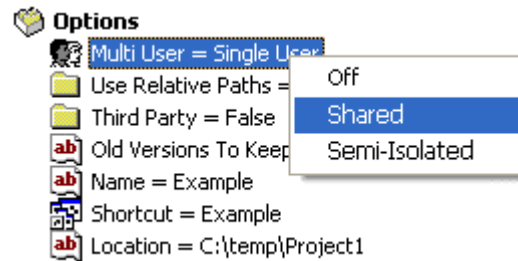 Options
Multi User = Single User
Use Relative Paths =
Third Party = False
Old Versions To Keep
Name = Example
Shortcut = Example
Location = C:\temp\Project1
Off
Shared
Semi-Isolated